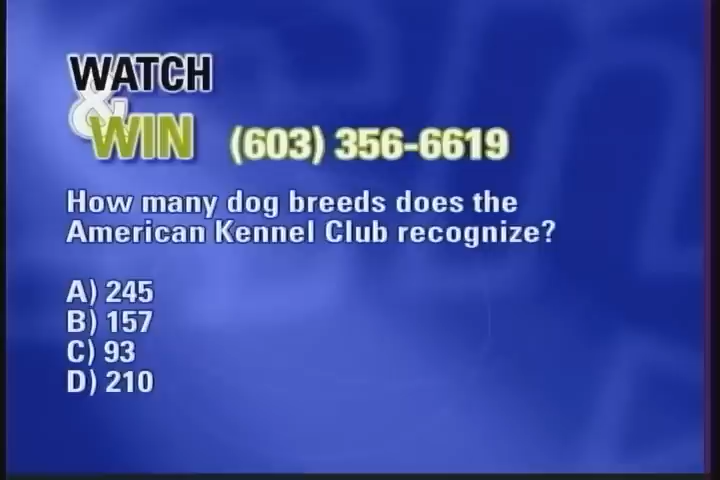 WATCH
&
WIN (603) 356-6619
How many dog breeds does the
American Kennel Club recognize?
A) 245
B) 157
C) 93
D) 210